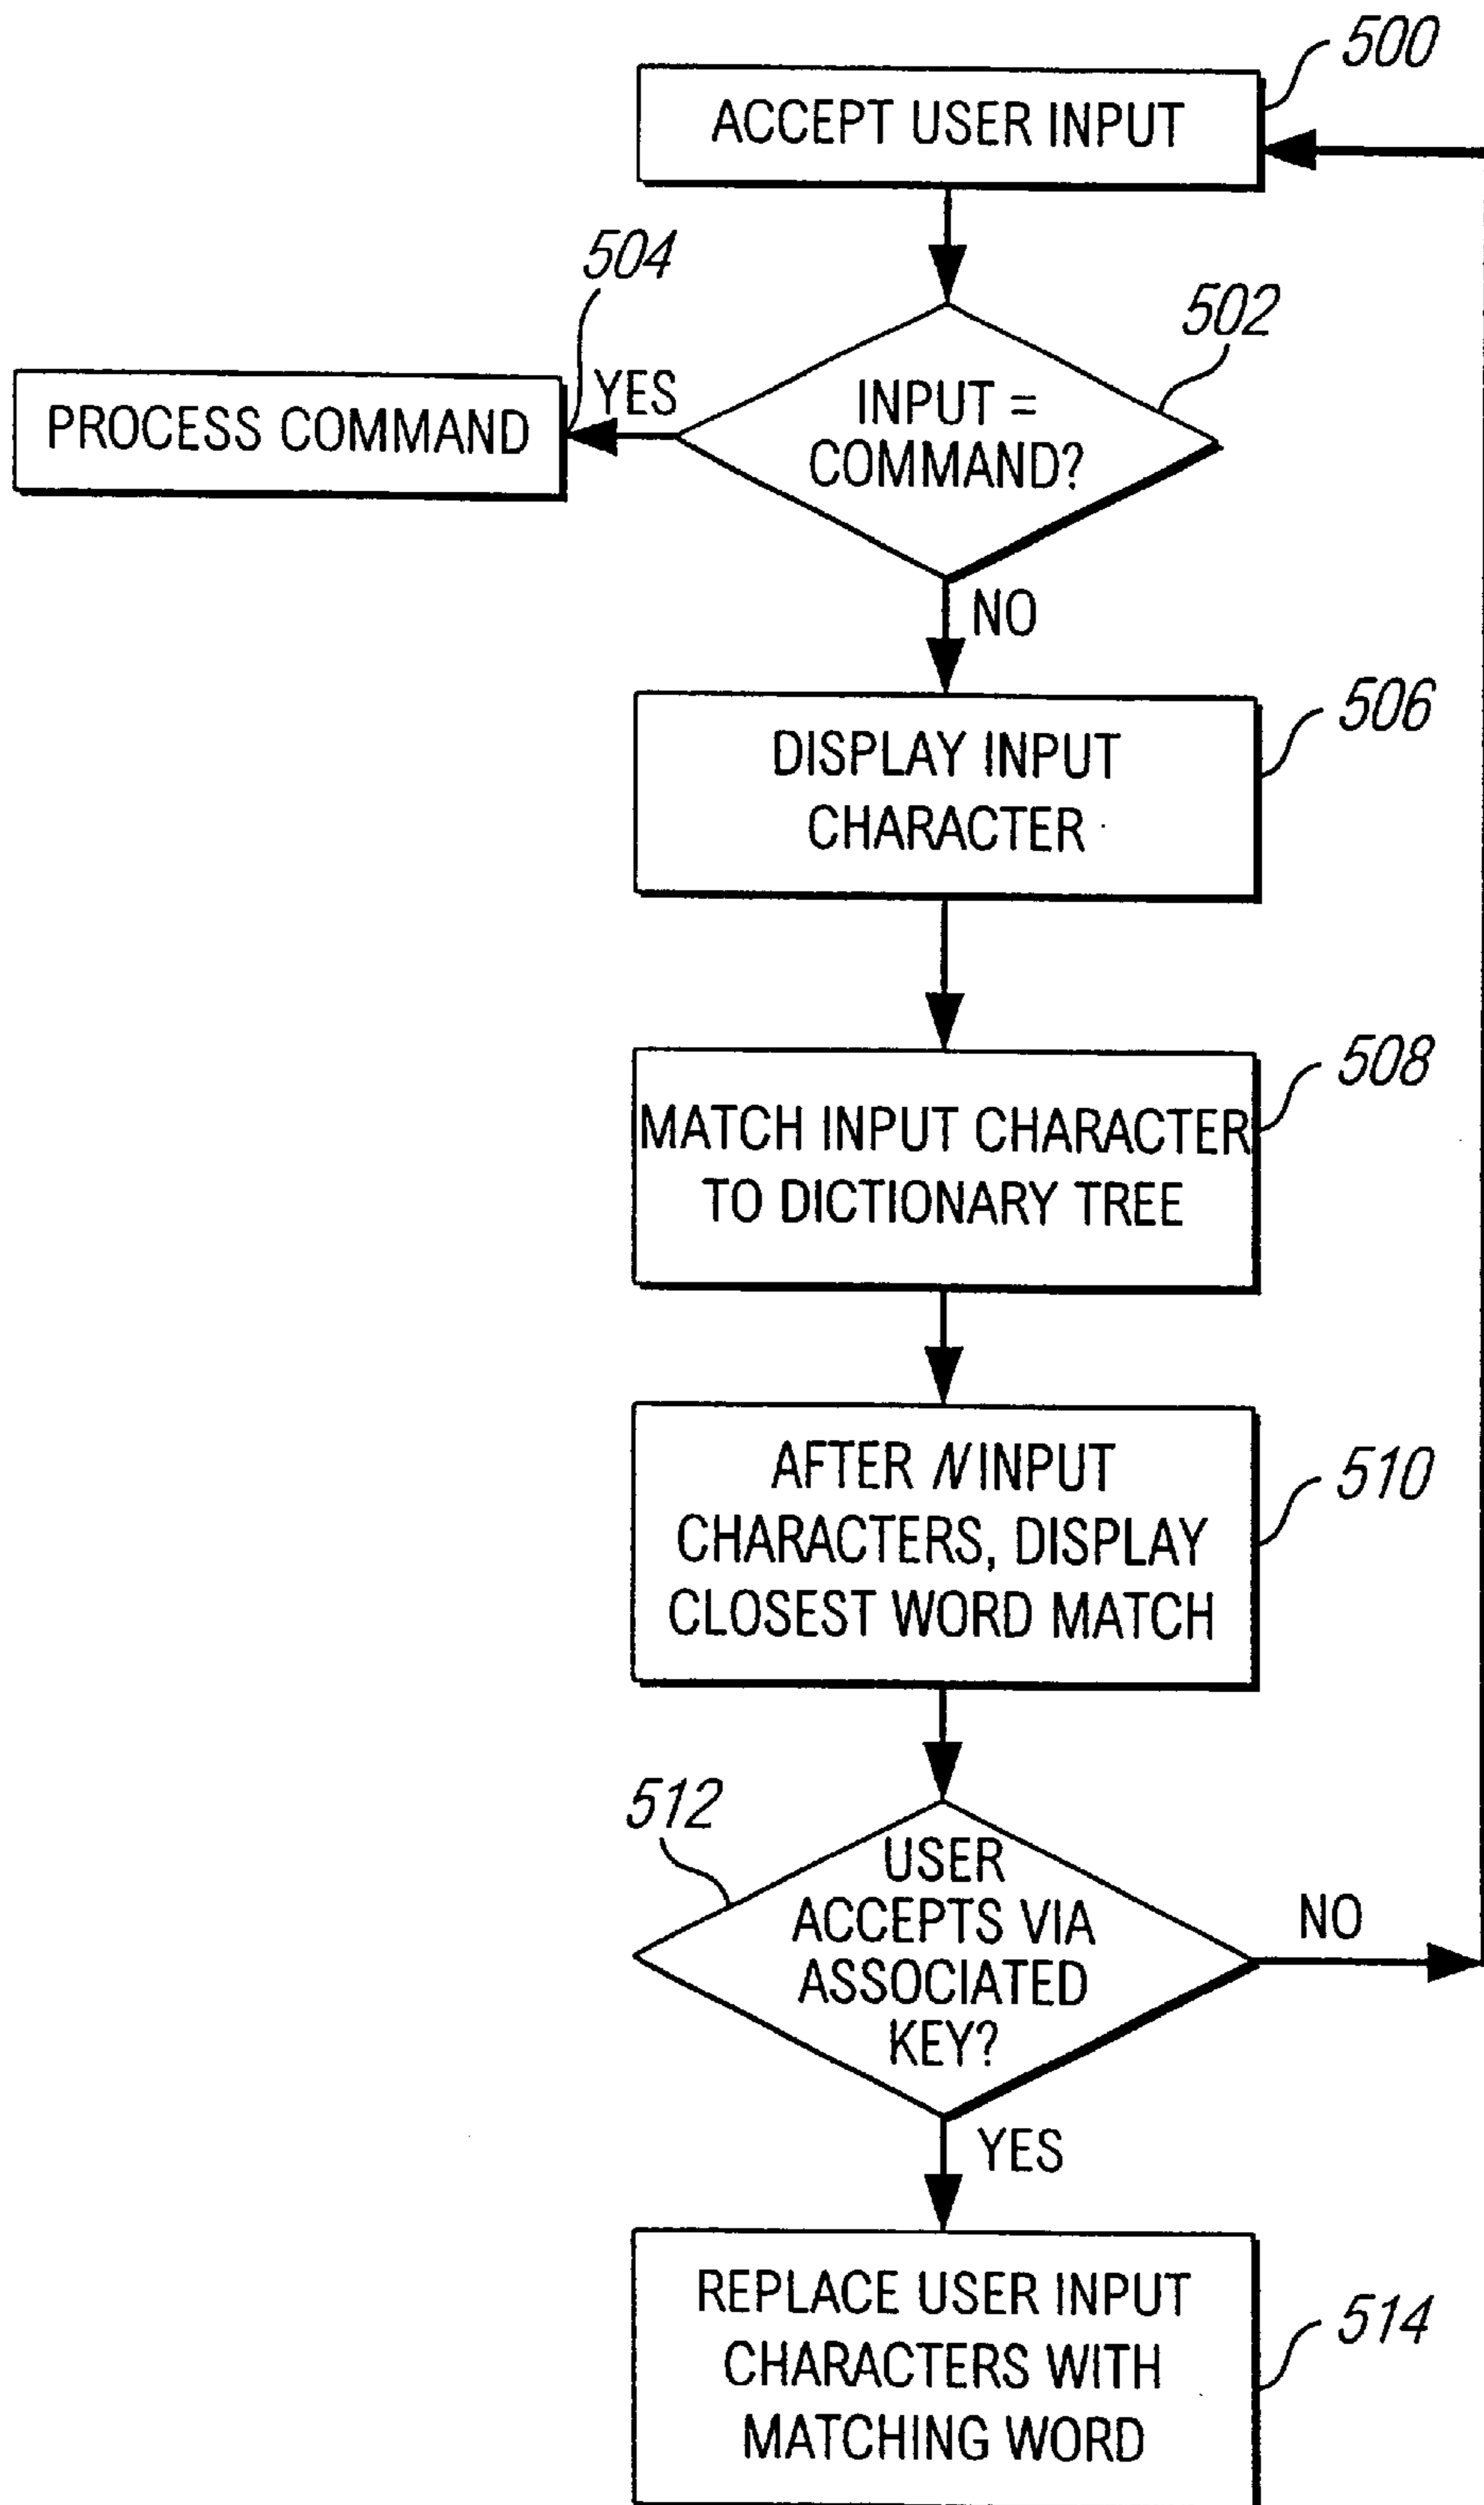 500
ACCEPT USER INPUT
504
502
YES
INPUT =
COMMAND?
PROCESS COMMAND
NO
506
DISPLAY INPUT
CHARACTER
508
MATCH INPUT CHARACTER
TO DICTIONARY TREE
510
AFTER N INPUT
CHARACTERS, DISPLAY
CLOSEST WORD MATCH
512
USER
ACCEPTS VIA
ASSOCIATED
KEY?
NO
YES
514
REPLACE USER INPUT
CHARACTERS WITH
MATCHING WORD